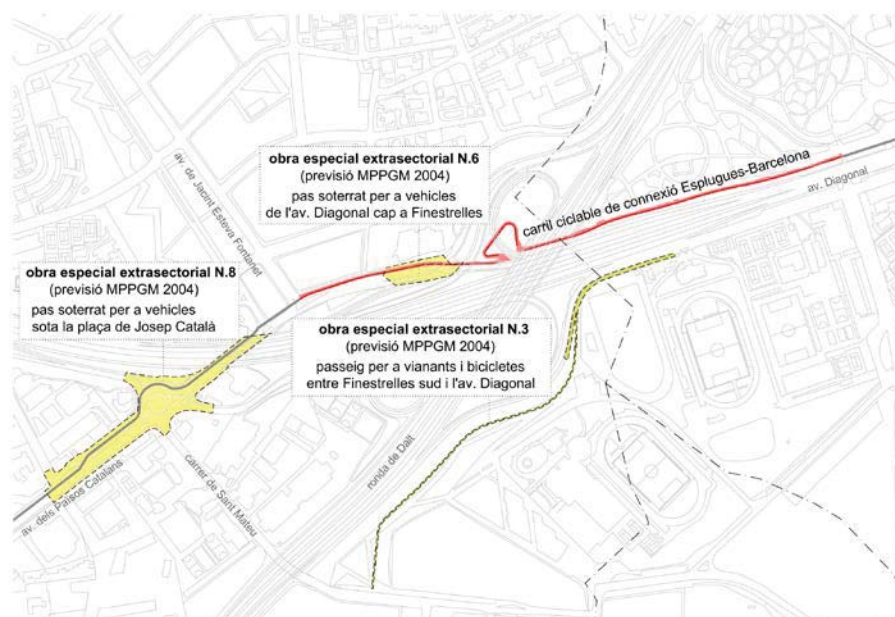 obra especial extrasectorial N.6
(previsió MPPGM 2004)
pas soterrat per a vehicles
de l'av. Diagonal cap a Finestrelles
av. de Jacint Esteva Fontanet
carril ciclable de connexió Esplugues-Barcelona
av. Diagonal
obra especial extrasectorial N.8
(previsió MPPGM 2004)
pas soterrat per a vehicles
sota la plaça de Josep Català
obra especial extrasectorial N.3
(previsió MPPGM 2004)
passeig per a vianants i bicicletes
entre Finestrelles sud i l'av. Diagonal
ronda de Dalt
av. dels Països Catalans
carrer de Sant Mateu